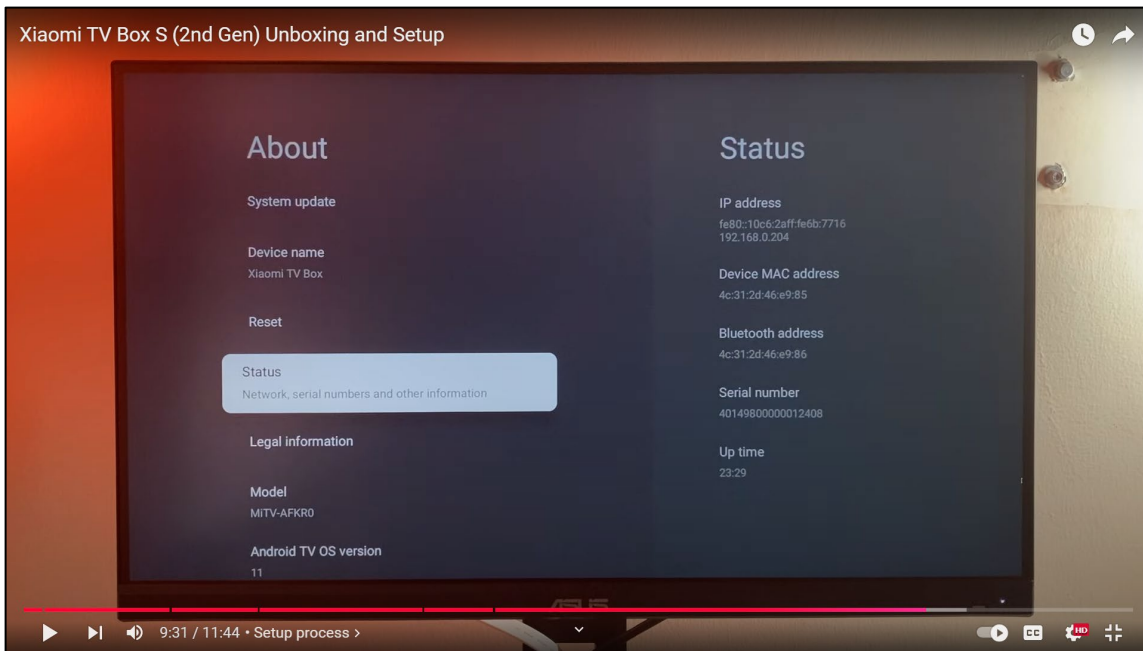 Xiaomi TV Box S (2nd Gen) Unboxing and Setup
About
System update
Device name
Xiaomi TV Box
Reset
Status
Network, serial numbers and other information
Legal information
Model
MiTV-AFKR0
Android TV OS version
11
Status
IP address
fe80::10c6:2aff:fe6b:7716
192.168.0.204
Device MAC address
4c:31:2d:46:e9:85
Bluetooth address
4c:31:2d:46:e9:86
Serial number
40149800000012408
Up time
23:29
ASUS
9:31 / 11:44 • Setup process >
CC
HD